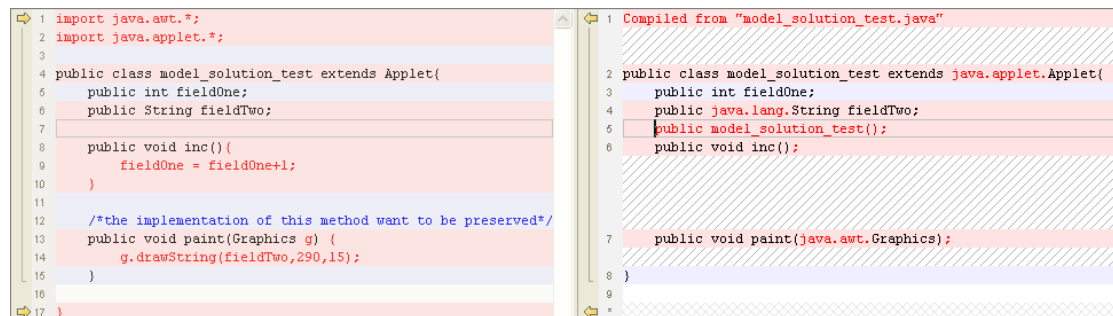 1 import java.awt.*;
2 import java.applet.*;
3
4 public class model_solution_test extends Applet{
5 public int fieldOne;
6 public String fieldTwo;
7
8 public void inc(){
9 fieldOne = fieldOne+1;
10 }
11
12 /*the implementation of this method want to be preserved*/
13 public void paint(Graphics g) {
14 g.drawString(fieldTwo,290,15);
15 }
16
17 }
1 Compiled from "model_solution_test.java"
2 public class model_solution_test extends java.applet.Applet{
3 public int fieldOne;
4 public java.lang.String fieldTwo;
5 public model_solution_test();
6 public void inc();
7 public void paint(java.awt.Graphics);
8 }
9
*